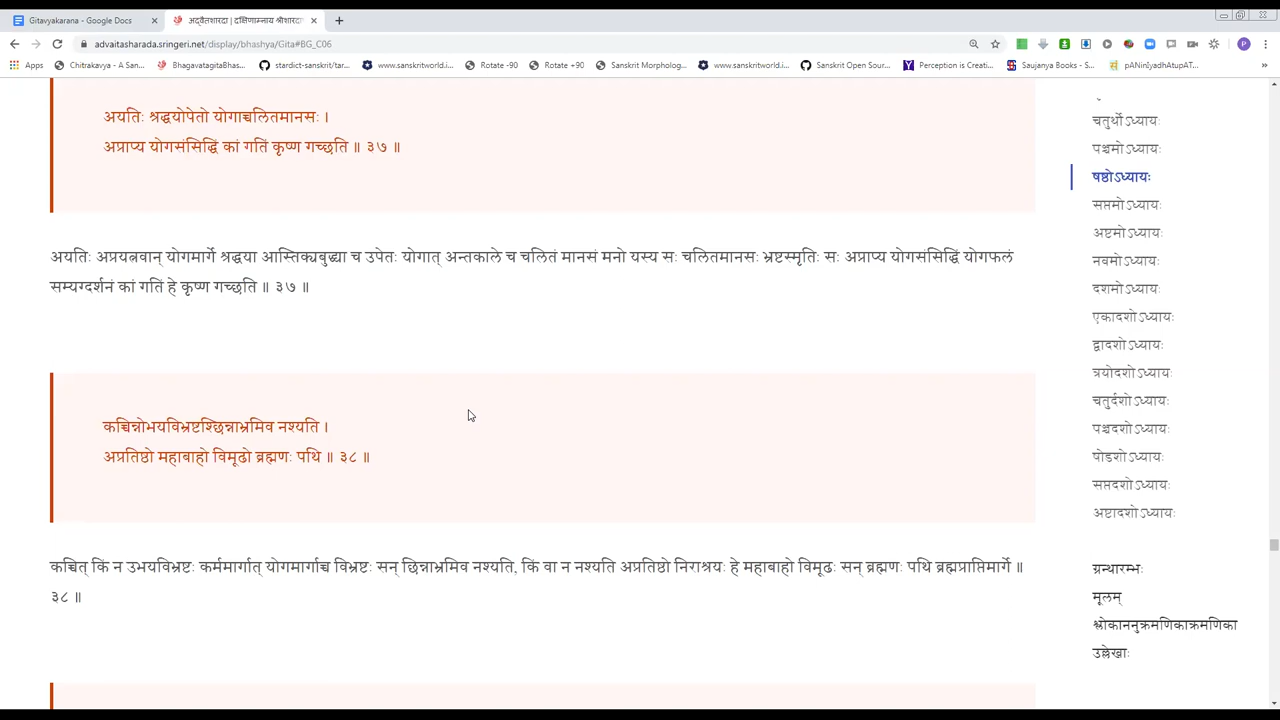 Gitavyakarana - Google Docs
अद्वैतशारदा | दक्षिणाम्नाय श्रीशारदा
advaitasharada.sringeri.net/display/bhashya/Gita#BG_C06
P
Apps
Chitrakavya - A San...
BhagavatagitaBhas...
stardict-sanskrit/tar...
www.sanskritworld.i...
Rotate -90
Rotate +90
Sanskrit Morpholog...
www.sanskritworld.i...
Sanskrit Open Sour...
Perception is Creati...
Saujanya Books - S...
pANinIyadhAtupAT...
»
अयतिः श्रद्धयोपेतो योगाच्चलितमानसः ।
अप्राप्य योगसंसिद्धिं कां गतिं कृष्ण गच्छति ॥ ३७ ॥
अयतिः अप्रयत्नवान् योगमार्गे श्रद्धया आस्तिक्यबुद्ध्या च उपेतः योगात् अन्तकाले च चलितं मानसं मनो यस्य सः चलितमानसः भ्रष्टस्मृतिः सः अप्राप्य योगसंसिद्धिं योगफलं
सम्यग्दर्शनं कां गतिं हे कृष्ण गच्छति ॥ ३७ ॥
कच्चिन्नोभयविभ्रष्टश्छिन्नाभ्रमिव नश्यति ।
अप्रतिष्ठो महाबाहो विमूढो ब्रह्मणः पथि ॥ ३८ ॥
कच्चित् किं न उभयविभ्रष्टः कर्ममार्गात् योगमार्गाच्च विभ्रष्टः सन् छिन्नाभ्रमिव नश्यति, किं वा न नश्यति अप्रतिष्ठो निराश्रयः हे महाबाहो विमूढः सन् ब्रह्मणः पथि ब्रह्मप्राप्तिमार्गे ॥
३८ ॥
चतुर्थोऽध्यायः
पञ्चमोऽध्यायः
षष्ठोऽध्यायः
सप्तमोऽध्यायः
अष्टमोऽध्यायः
नवमोऽध्यायः
दशमोऽध्यायः
एकादशोऽध्यायः
द्वादशोऽध्यायः
त्रयोदशोऽध्यायः
चतुर्दशोऽध्यायः
पञ्चदशोऽध्यायः
षोडशोऽध्यायः
सप्तदशोऽध्यायः
अष्टादशोऽध्यायः
ग्रन्थारम्भः
मूलम्
श्लोकाननुक्रमणिकाक्रमणिका
उल्लेखाः